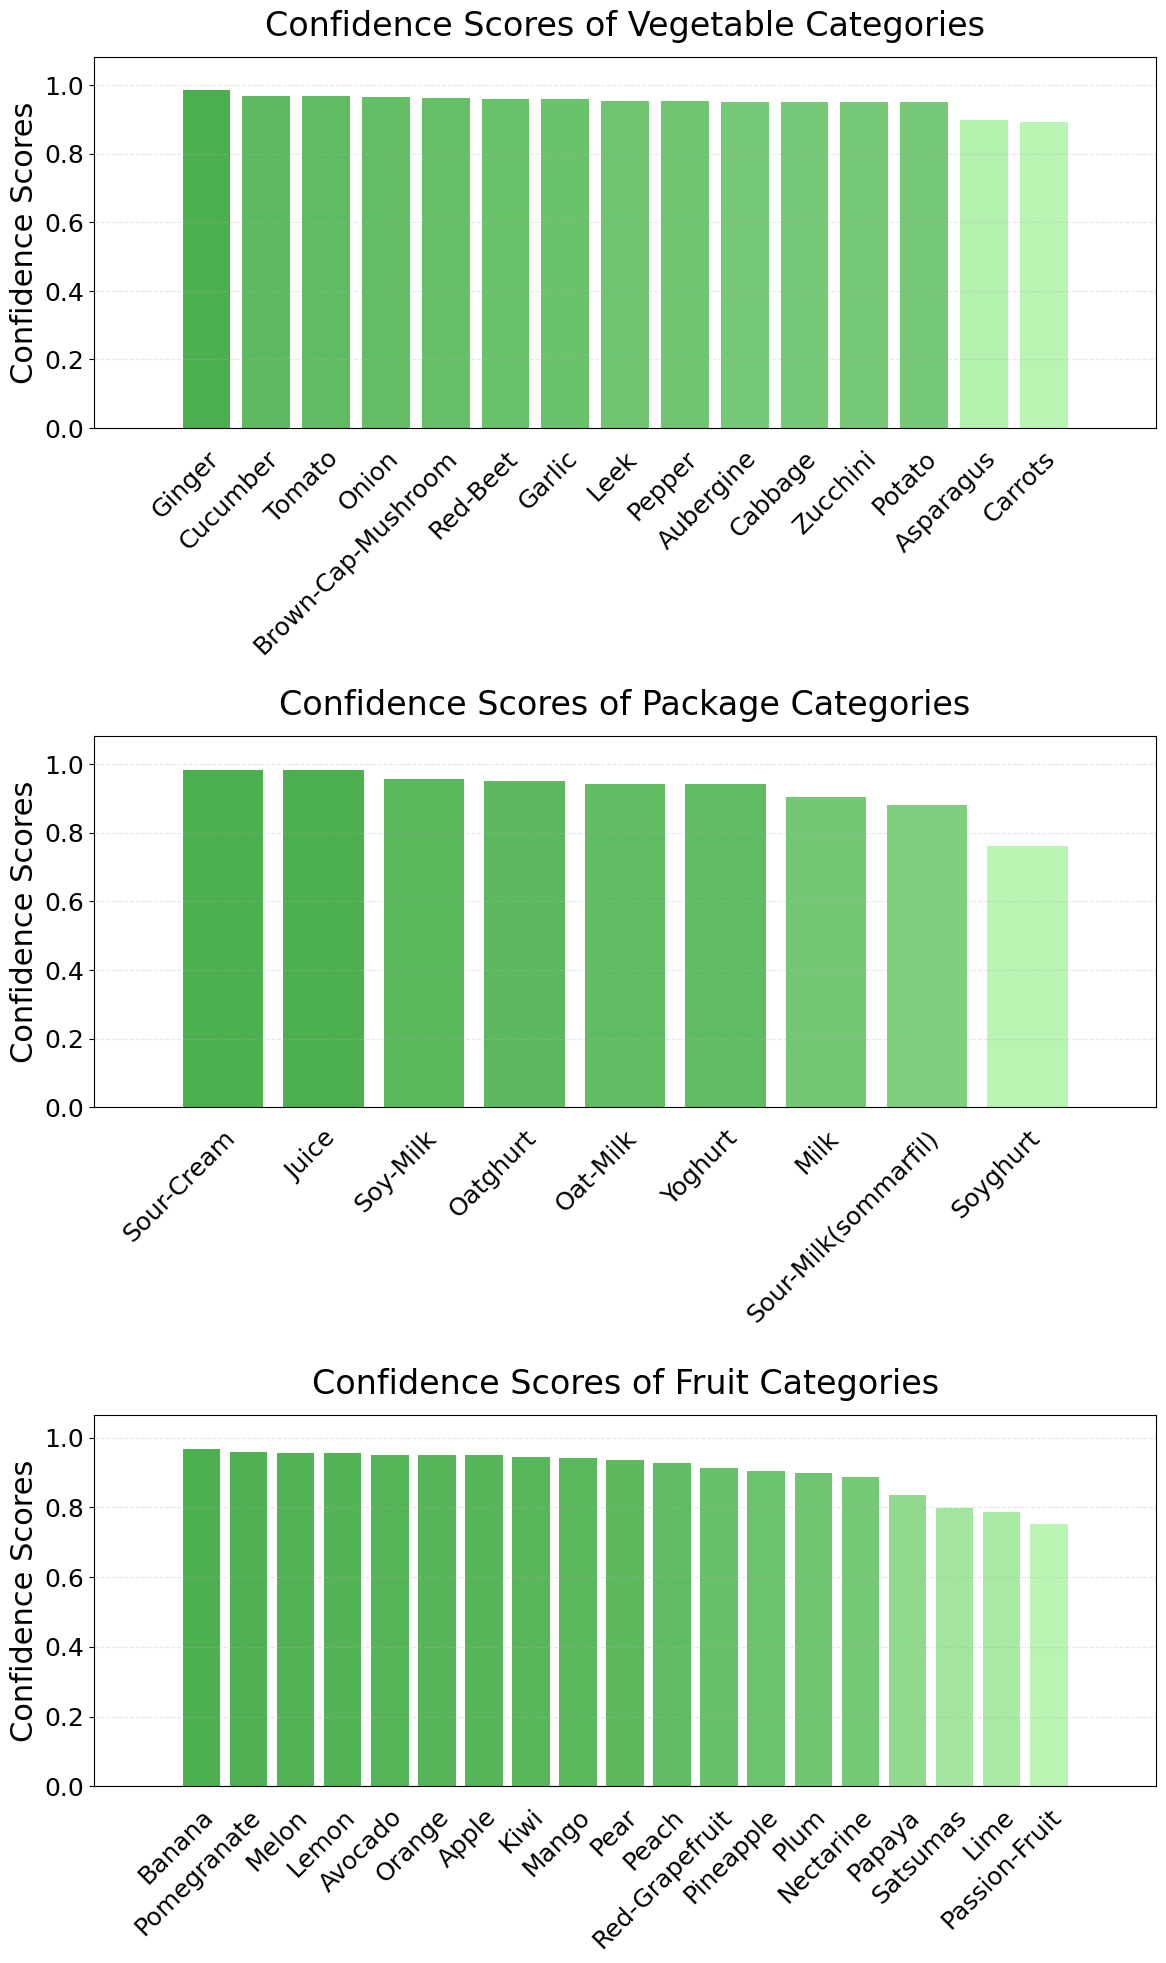 Confidence Scores of Vegetable Categories
Confidence Scores
1.0
0.8
0.6
0.4
0.2
0.0
Ginger
Cucumber
Tomato
Onion
Brown-Cap-Mushroom
Red-Beet
Garlic
Leek
Pepper
Aubergine
Cabbage
Zucchini
Potato
Asparagus
Carrots
Confidence Scores of Package Categories
Confidence Scores
1.0
0.8
0.6
0.4
0.2
0.0
Sour-Cream
Juice
Soy-Milk
Oatghurt
Oat-Milk
Yoghurt
Milk
Sour-Milk(sommarfil)
Soyghurt
Confidence Scores of Fruit Categories
Confidence Scores
1.0
0.8
0.6
0.4
0.2
0.0
Banana
Pomegranate
Melon
Lemon
Avocado
Orange
Apple
Kiwi
Mango
Pear
Peach
Red-Grapefruit
Pineapple
Plum
Nectarine
Papaya
Satsumas
Lime
Passion-Fruit